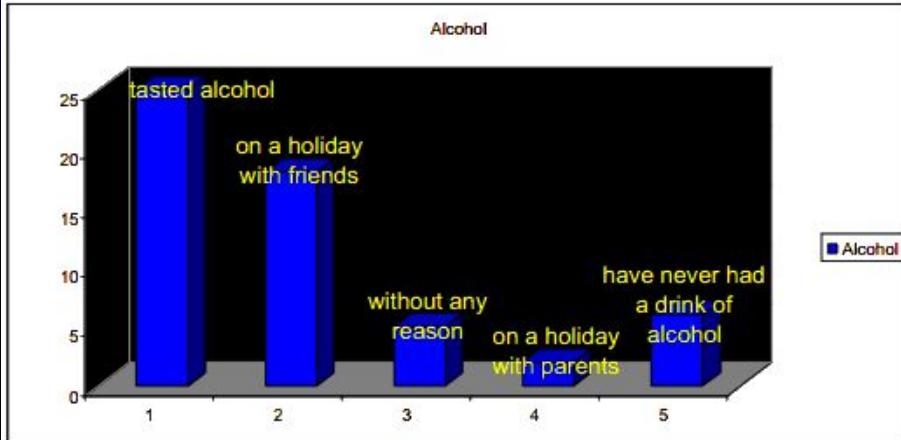 Alcohol
25
20
15
10
5
0
tasted alcohol
on a holiday
with friends
without any
reason
on a holiday
with parents
have never had
a drink of
alcohol
1 2 3 4 5
Alcohol